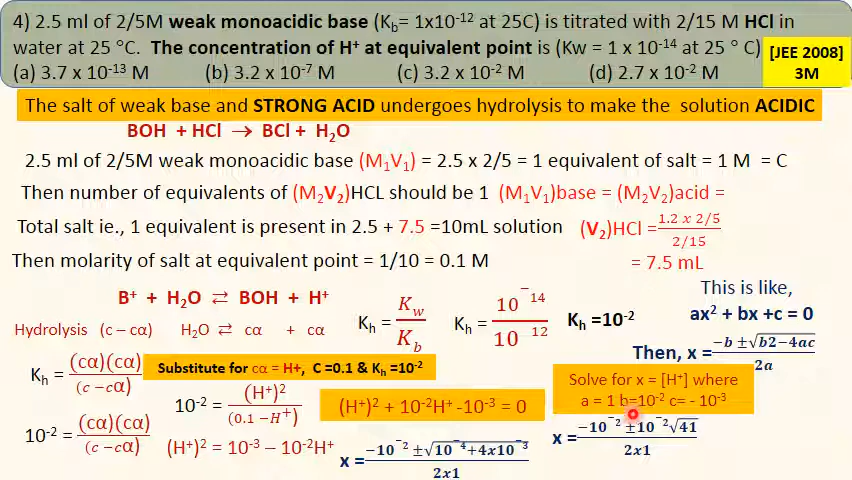 4) 2.5 ml of 2/5M weak monoacidic base (Kb= 1x10⁻¹² at 25C) is titrated with 2/15 M HCl in
water at 25 °C. The concentration of H⁺ at equivalent point is (Kw = 1 x 10⁻¹⁴ at 25 ° C)
[JEE 2008]
3M
(a) 3.7 x 10⁻¹³ M (b) 3.2 x 10⁻⁷ M (c) 3.2 x 10⁻² M (d) 2.7 x 10⁻² M
The salt of weak base and STRONG ACID undergoes hydrolysis to make the solution ACIDIC
BOH + HCl → BCl + H₂O
2.5 ml of 2/5M weak monoacidic base (M₁V₁) = 2.5 x 2/5 = 1 equivalent of salt = 1 M = C
Then number of equivalents of (M₂V₂)HCL should be 1 (M₁V₁)base = (M₂V₂)acid =
Total salt ie., 1 equivalent is present in 2.5 + 7.5 =10mL solution (V₂)HCl = (1.2 x 2/5)/(2/15)
Then molarity of salt at equivalent point = 1/10 = 0.1 M = 7.5 mL
This is like,
ax² + bx +c = 0
Then, x = (−b ±√(b2−4ac))/2a
B⁺ + H₂O ⇄ BOH + H⁺
Hydrolysis (c – cα) H₂O ⇄ cα + cα
Kh = Kw/Kb Kh = 10⁻¹⁴/10⁻¹² Kh =10⁻²
Kh = (cα)(cα)/(c −cα)
Substitute for cα = H+, C =0.1 & Kh =10⁻²
10⁻² = (H⁺)²/(0.1 −H⁺)
(H⁺)² + 10⁻²H⁺ -10⁻³ = 0
Solve for x = [H⁺] where
a = 1 b=10⁻² c= - 10⁻³
10⁻² = (cα)(cα)/(c −cα)
(H⁺)² = 10⁻³ – 10⁻²H⁺
x = (−10⁻² ±√(10⁻⁴+4x10⁻³))/2x1
x = (−10⁻² ±10⁻²√41)/2x1